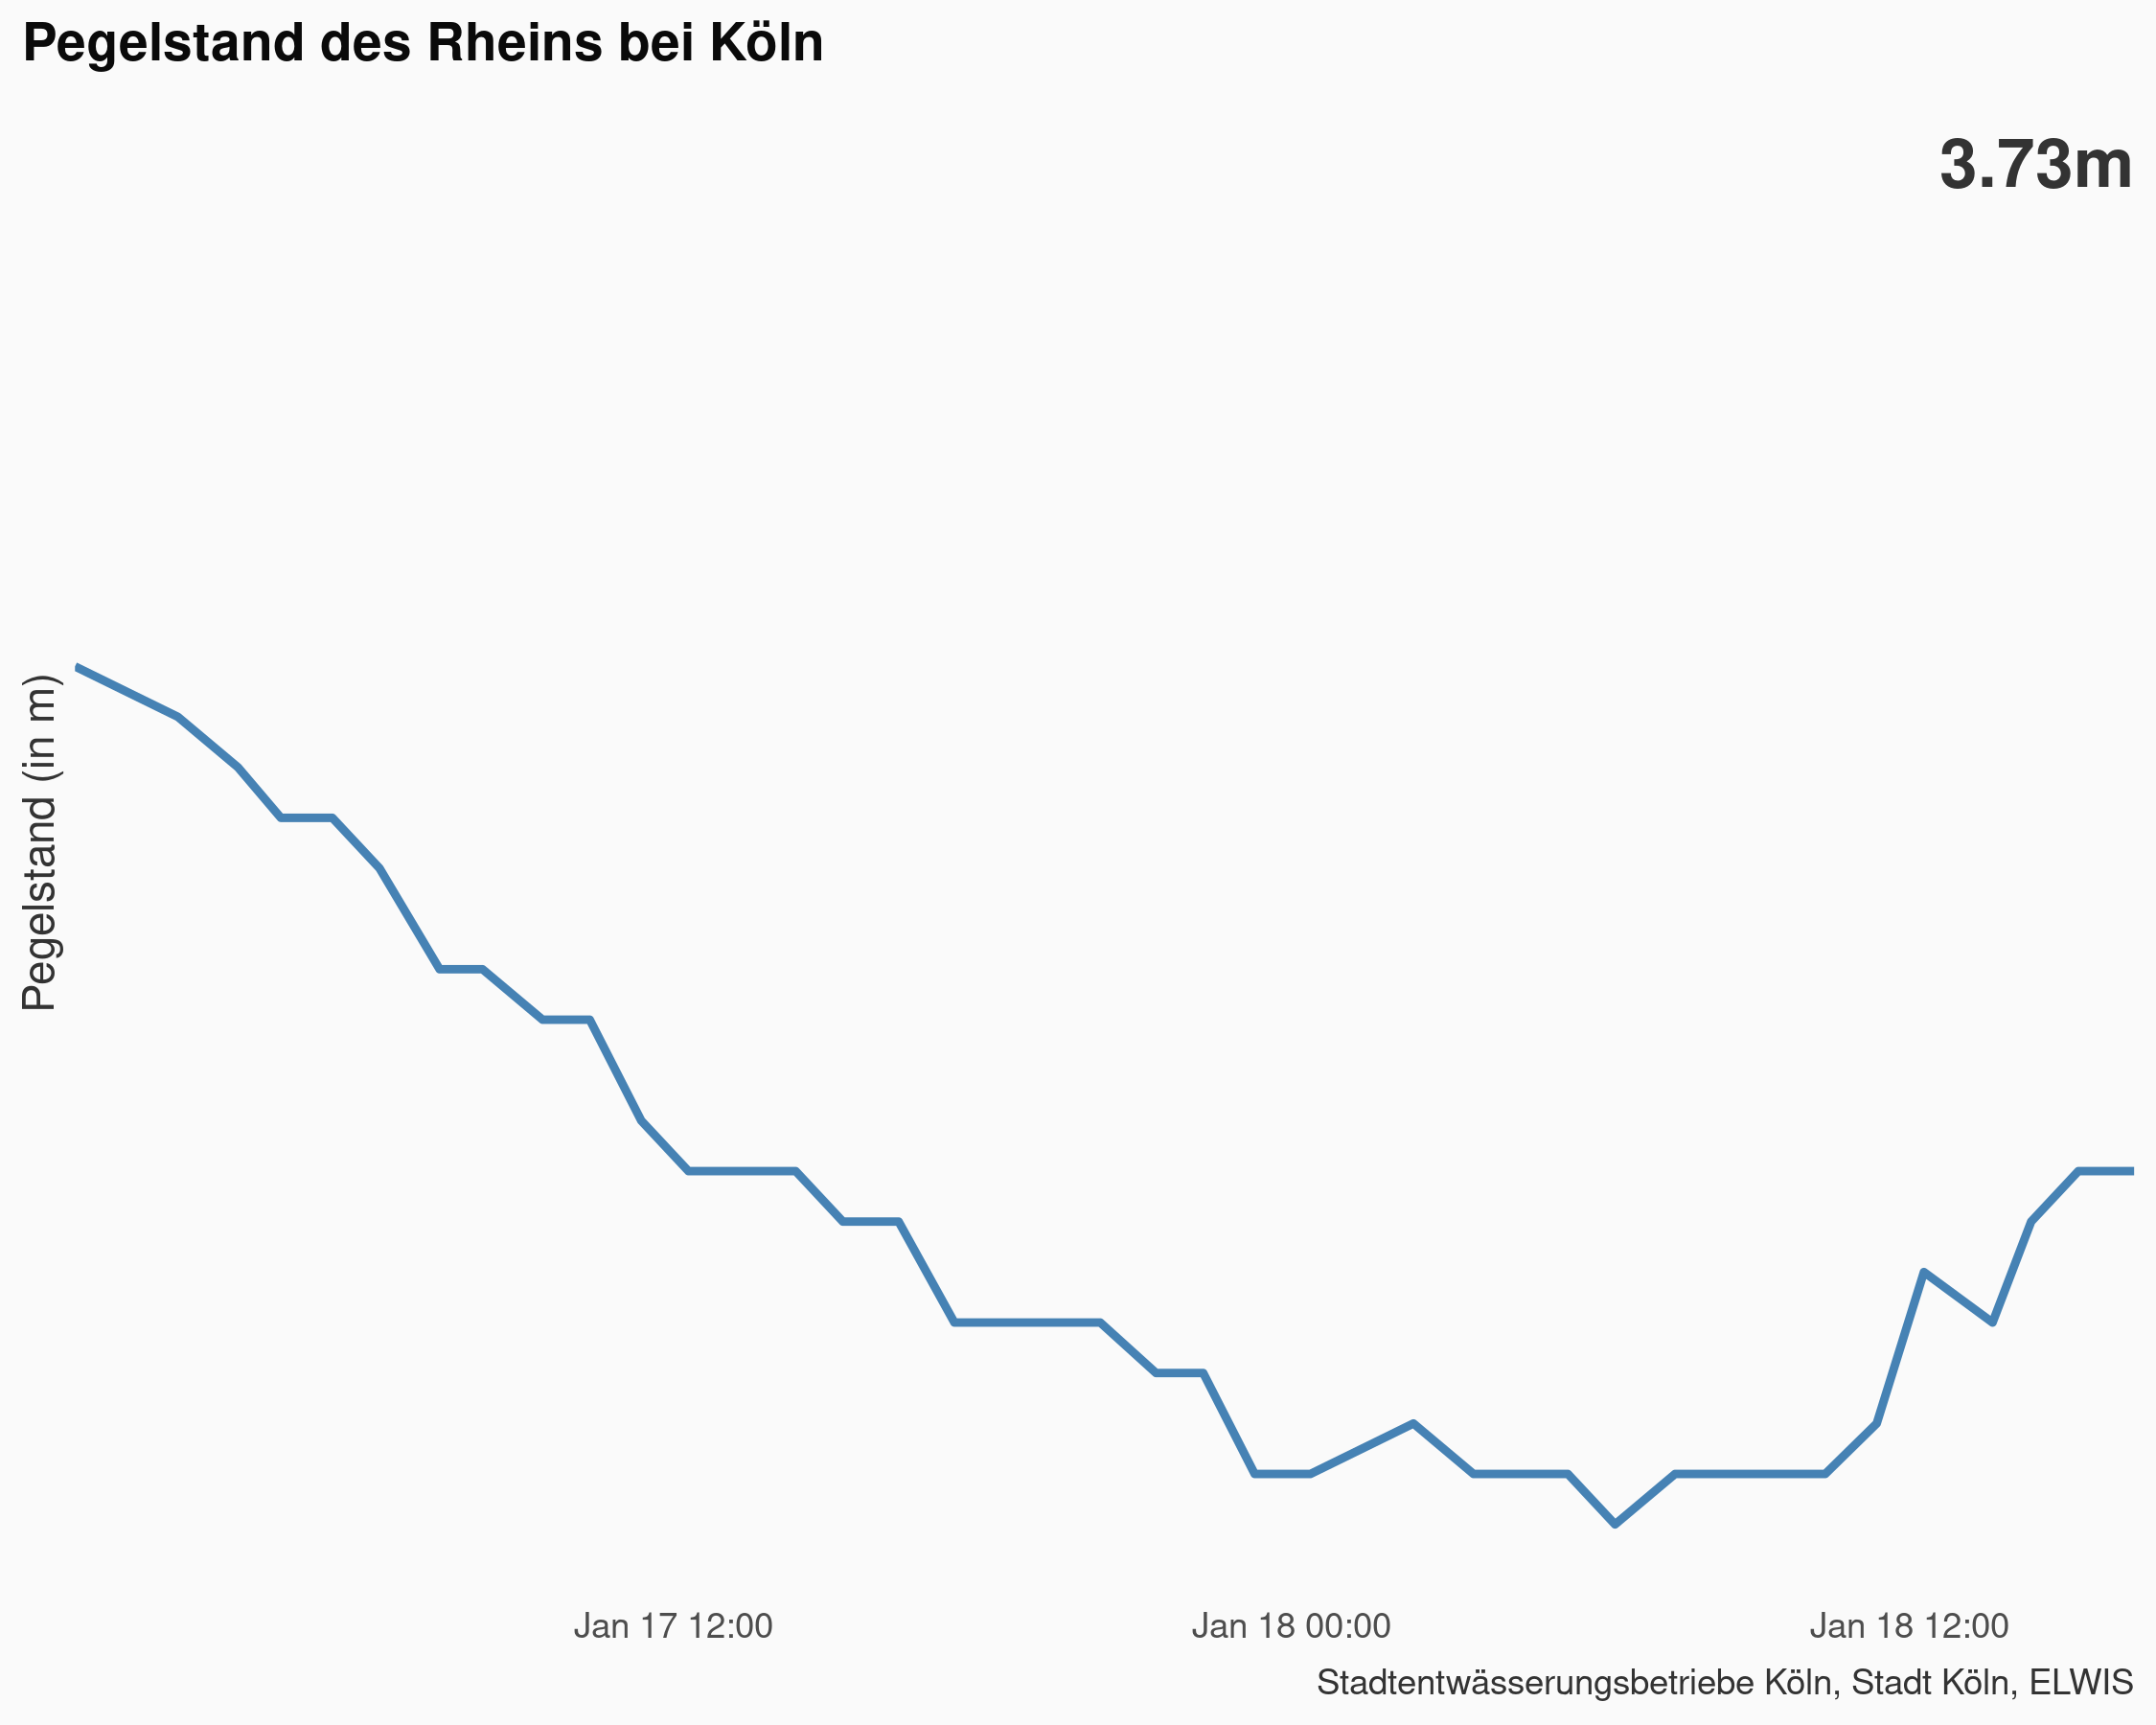 Pegelstand des Rheins bei Köln
3.73m
Pegelstand (in m)
Jan 17 12:00
Jan 18 00:00
Jan 18 12:00
Stadtentwässerungsbetriebe Köln, Stadt Köln, ELWIS